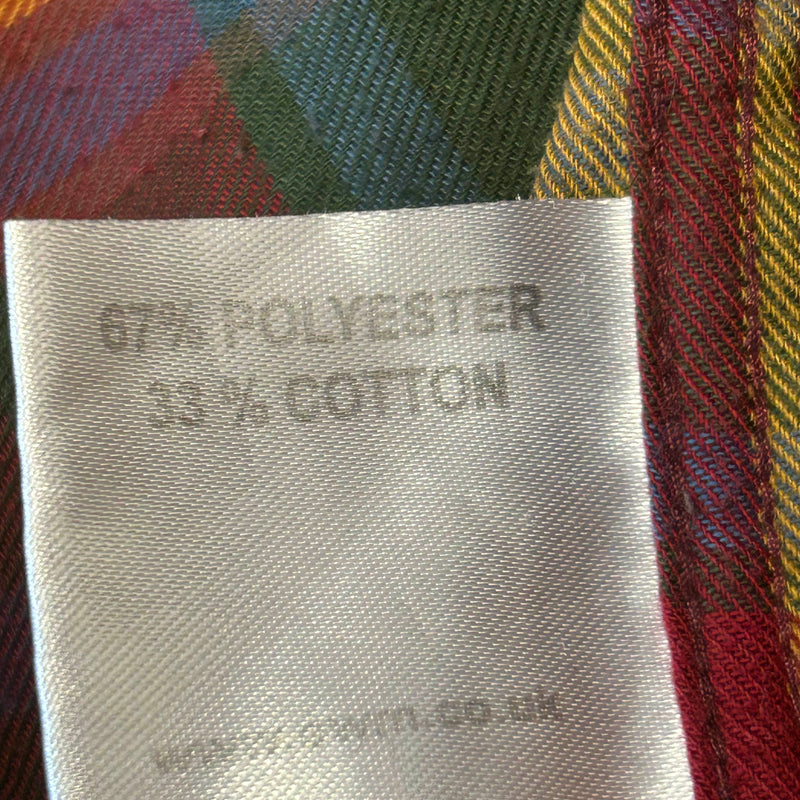 67% POLYESTER
33% COTTON